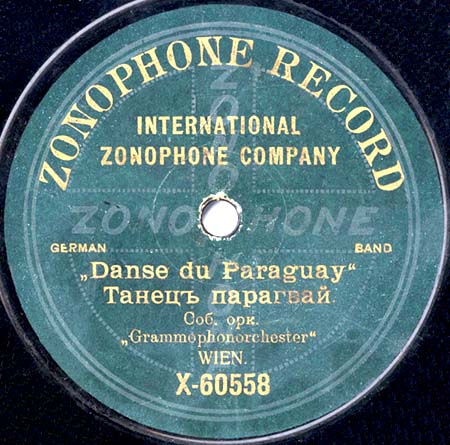 ZONOPHONE RECORD
INTERNATIONAL
ZONOPHONE COMPANY
ZONOPHONE
GERMAN BAND
„Danse du Paraguay“
Танецъ парагвай.
Соб. орк.
„Grammophonorchester“
WIEN.
X-60558